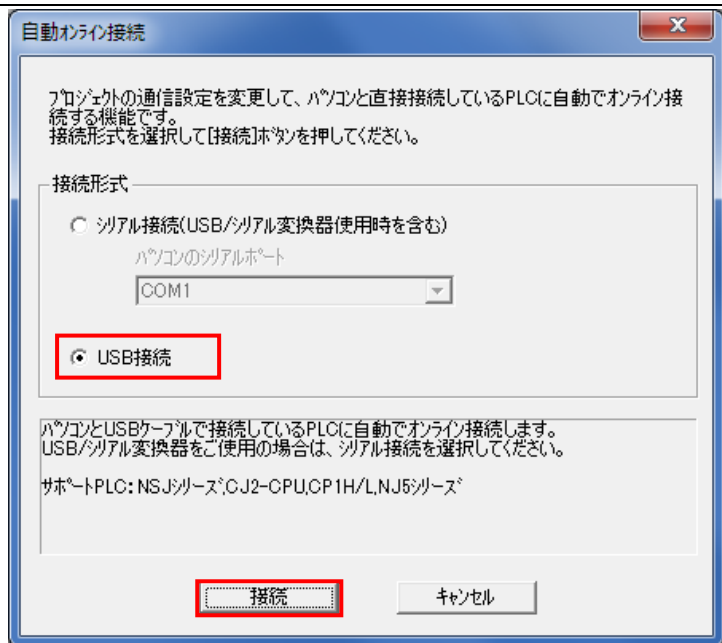 自動ｵﾝﾗｲﾝ接続
ﾌﾟﾛｼﾞｪｸﾄの通信設定を変更して、ﾊﾟｿｺﾝと直接接続しているPLCに自動でオンライン接
続する機能です。
接続形式を選択して[接続]ﾎﾞﾀﾝを押してください。
接続形式
ｼﾘｱﾙ接続(USB/ｼﾘｱﾙ変換器使用時を含む)
ﾊﾟｿｺﾝのｼﾘｱﾙﾎﾟｰﾄ
COM1
USB接続
ﾊﾟｿｺﾝとUSBｹｰﾌﾞﾙで接続しているPLCに自動でオンライン接続します。
USB/ｼﾘｱﾙ変換器をご使用の場合は、ｼﾘｱﾙ接続を選択してください。
ｻﾎﾟｰﾄPLC：NSJｼﾘｰｽﾞ,CJ2-CPU,CP1H/L,NJ5ｼﾘｰｽﾞ
接続
ｷｬﾝｾﾙ